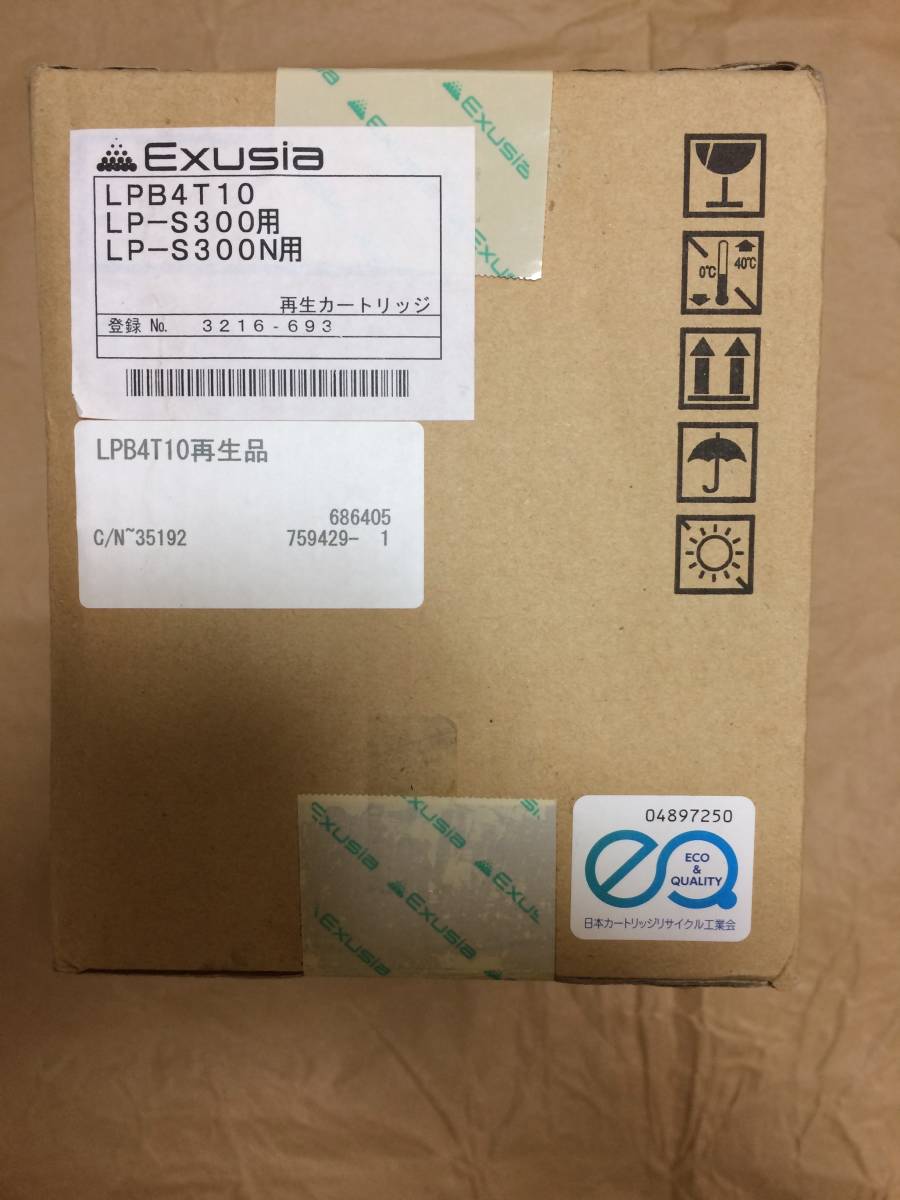 Exusia
LPB4T10
LP－S300用
LP－S300N用
再生カートリッジ
登録 No. 3216-693
LPB4T10再生品
686405
C/N~35192 759429- 1
0℃ 40℃
Exusia
Exusia
Exusia
Exusia
Exusia
04897250
eQ
ECO
&
QUALITY
日本カートリッジリサイクル工業会